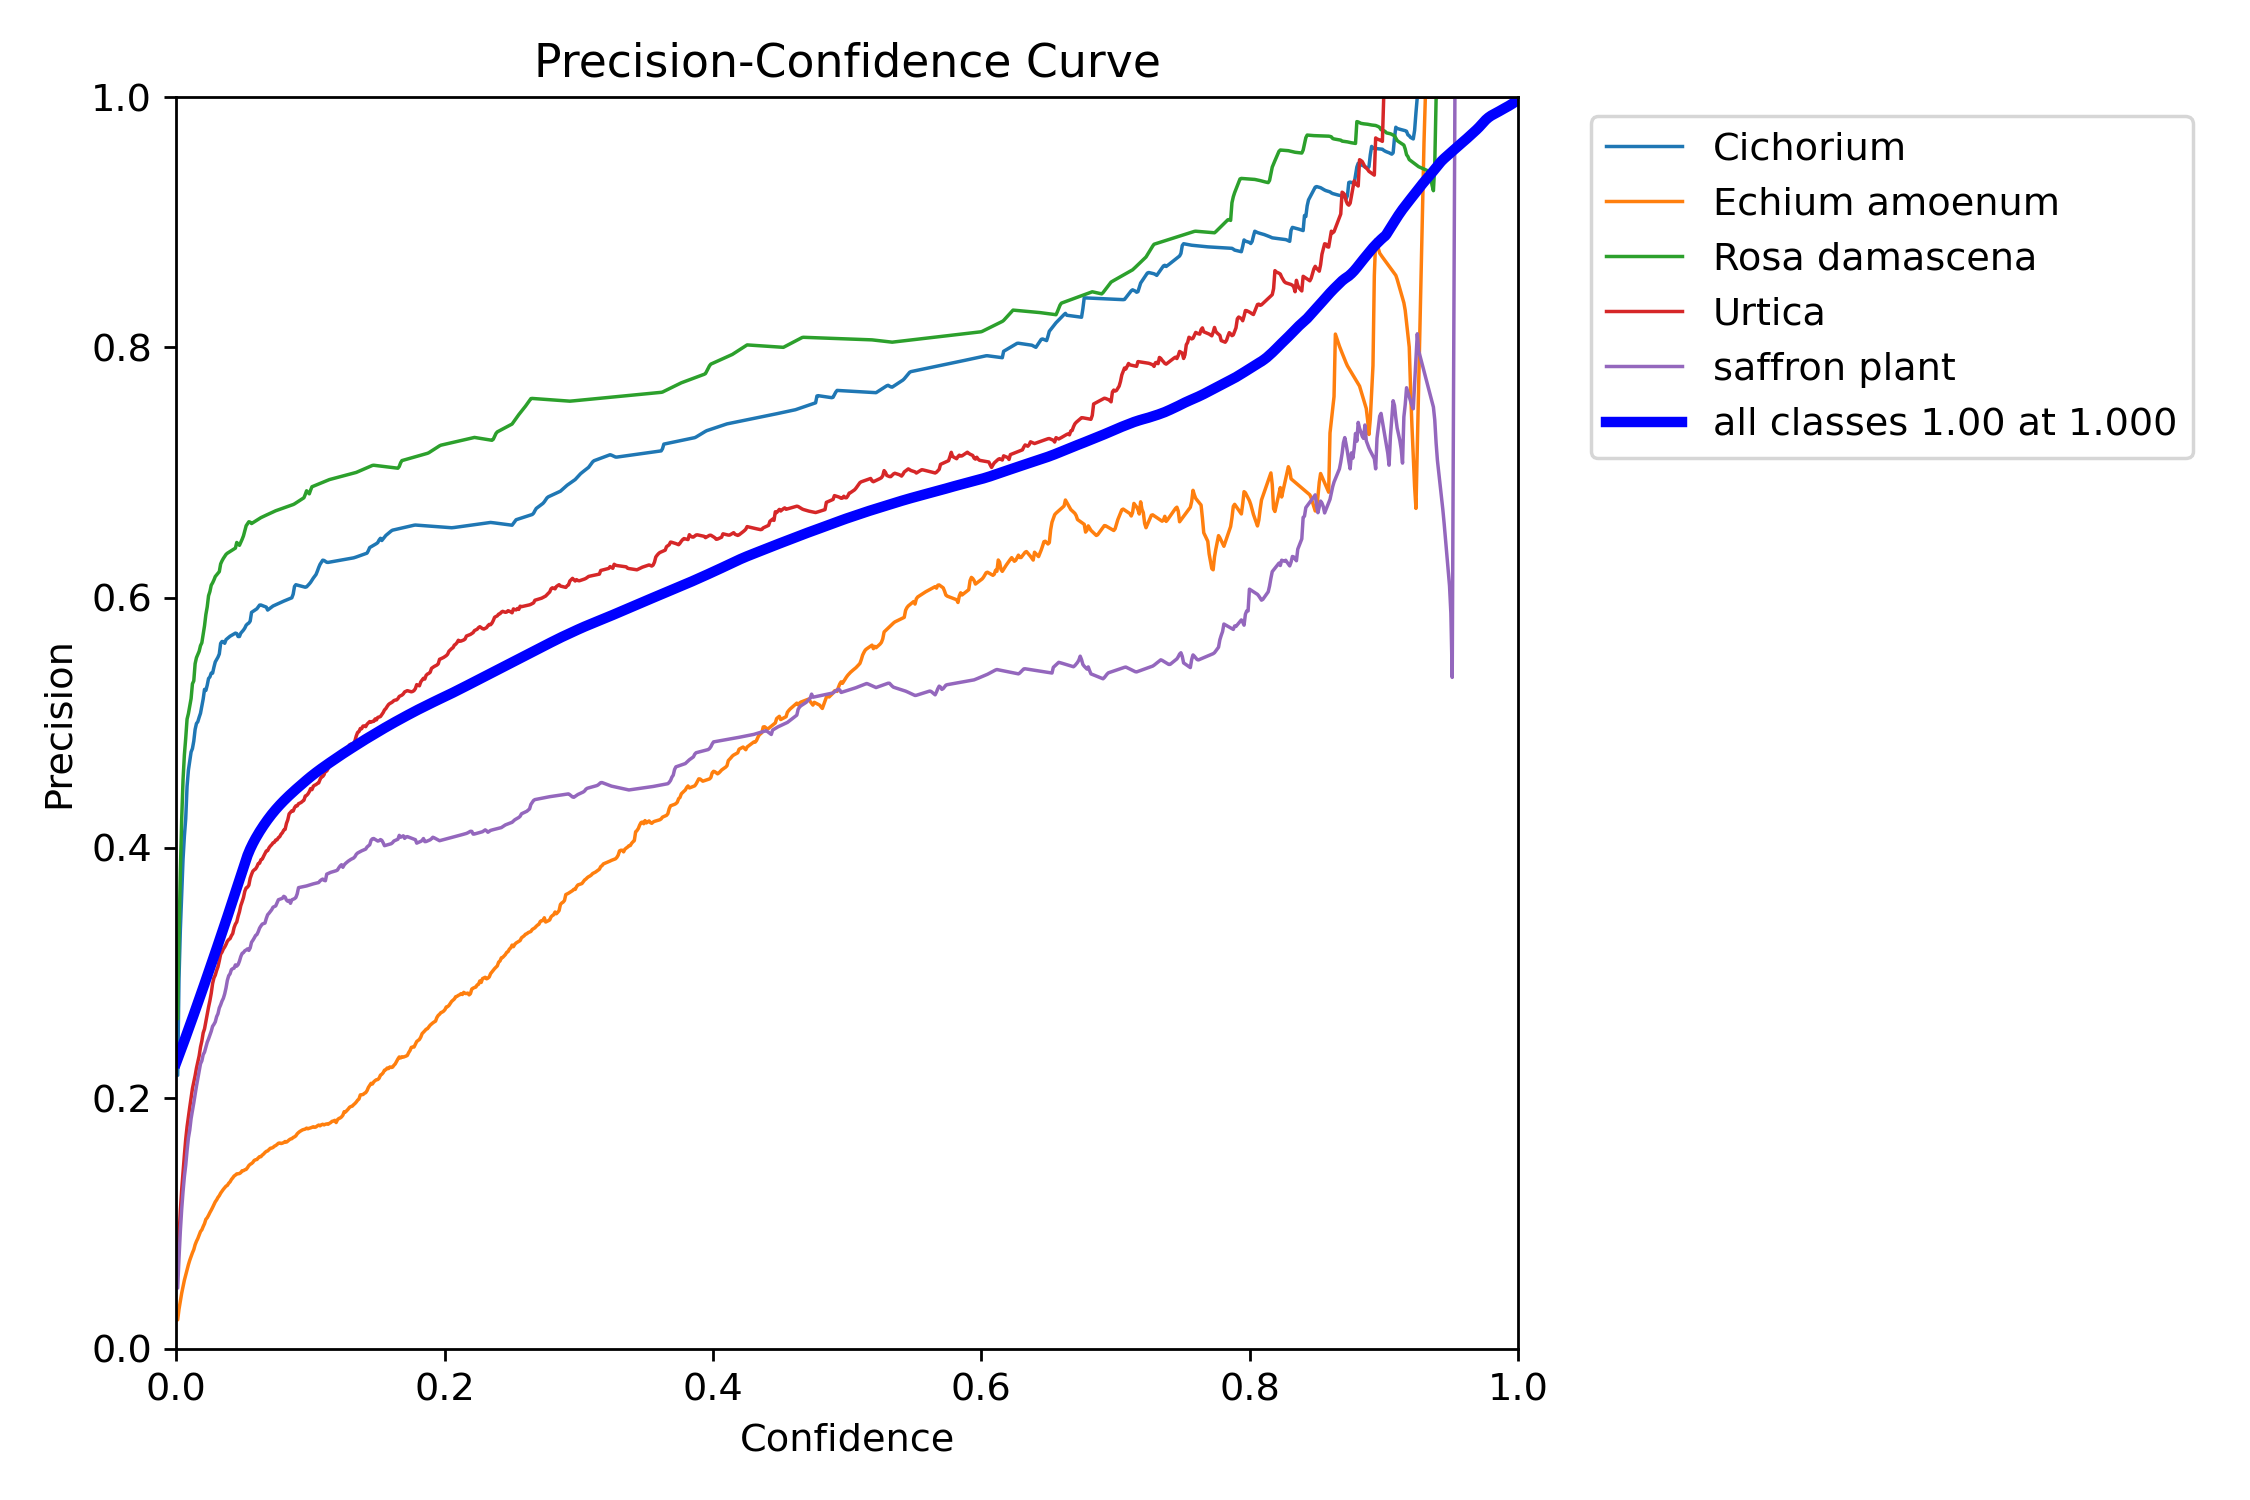 Precision-Confidence Curve
1.0
0.8
0.6
0.4
0.2
0.0
Precision
0.0 0.2 0.4 0.6 0.8 1.0
Confidence
Cichorium
Echium amoenum
Rosa damascena
Urtica
saffron plant
all classes 1.00 at 1.000